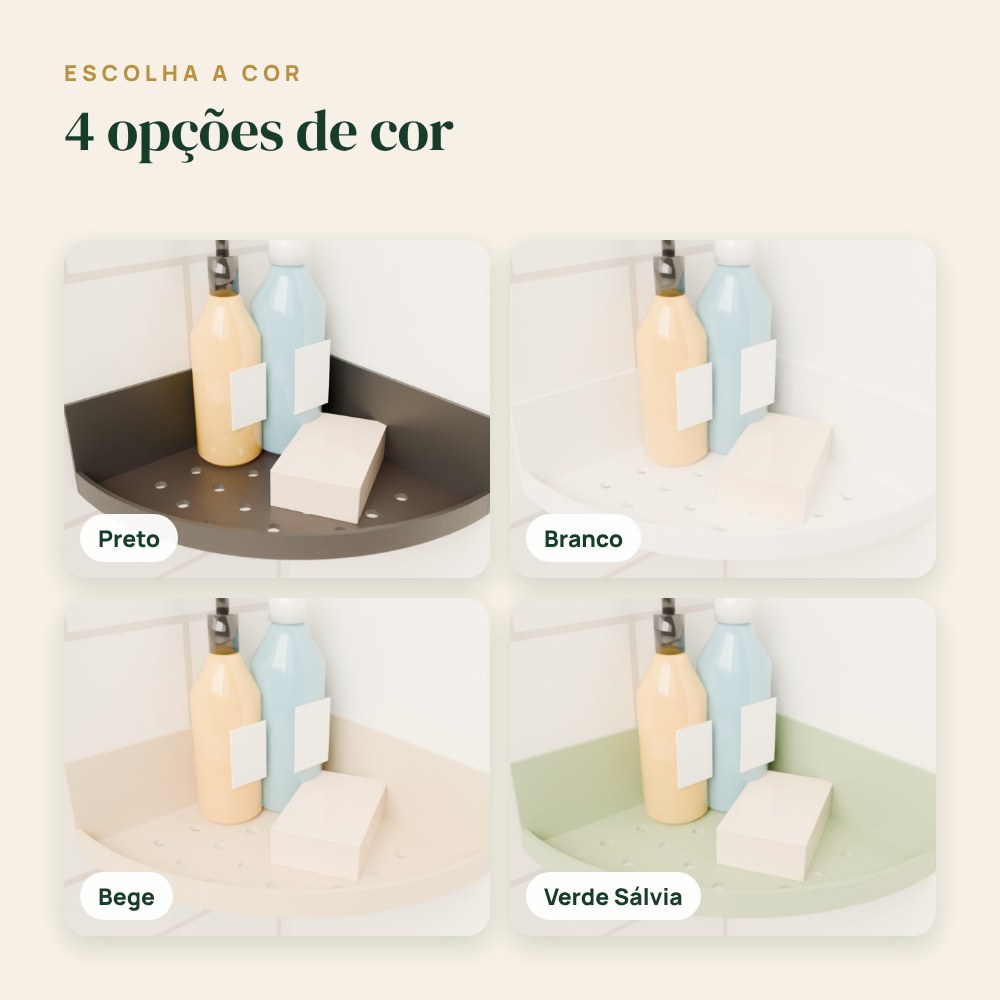 ESCOLHA A COR
4 opções de cor
Preto
Branco
Bege
Verde Sálvia